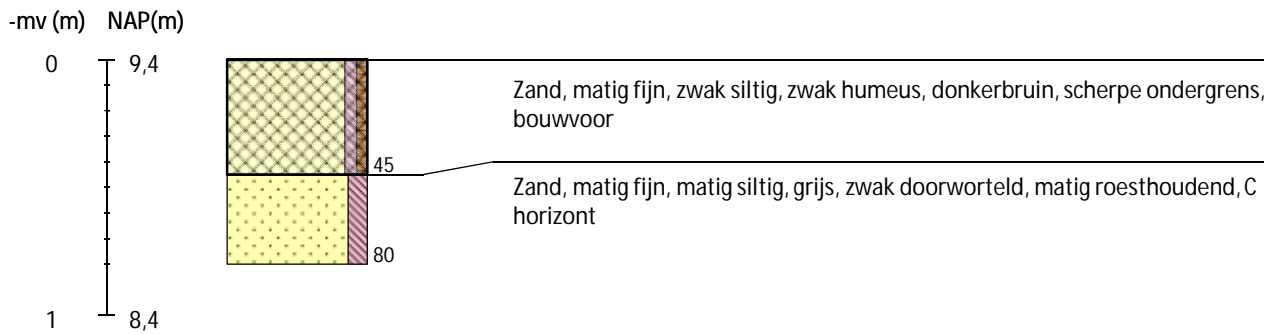 -mv (m) NAP(m)
0 9,4
Zand, matig fijn, zwak siltig, zwak humeus, donkerbruin, scherpe ondergrens,
bouwvoor
45
Zand, matig fijn, matig siltig, grijs, zwak doorworteld, matig roesthoudend, C
horizont
80
1 8,4